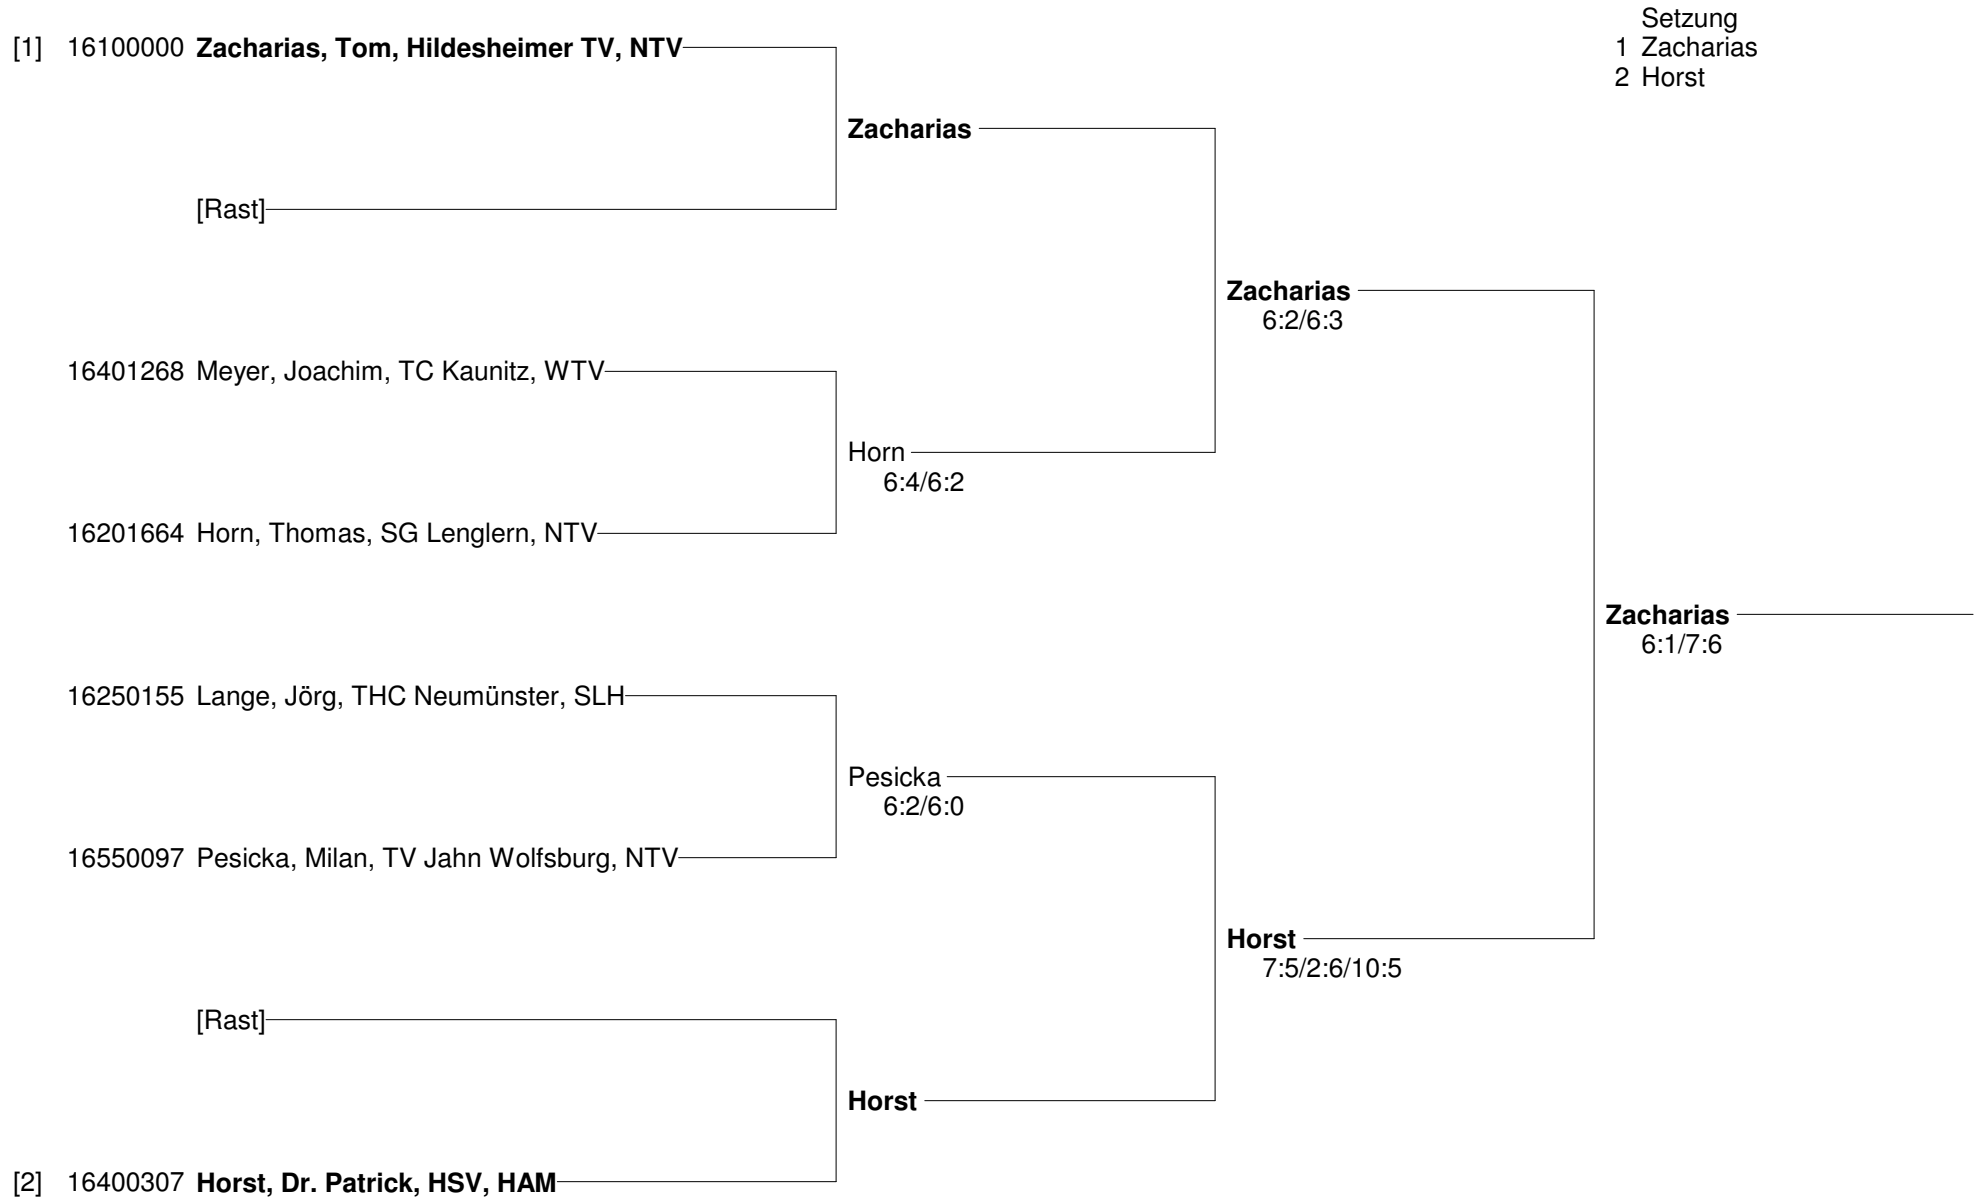 Setzung
1 Zacharias
2 Horst
[1] 16100000 Zacharias, Tom, Hildesheimer TV, NTV
Zacharias
[Rast]
Zacharias
6:2/6:3
16401268 Meyer, Joachim, TC Kaunitz, WTV
Horn
6:4/6:2
16201664 Horn, Thomas, SG Lenglern, NTV
Zacharias
6:1/7:6
16250155 Lange, Jörg, THC Neumünster, SLH
Pesicka
6:2/6:0
16550097 Pesicka, Milan, TV Jahn Wolfsburg, NTV
Horst
7:5/2:6/10:5
[Rast]
Horst
[2] 16400307 Horst, Dr. Patrick, HSV, HAM